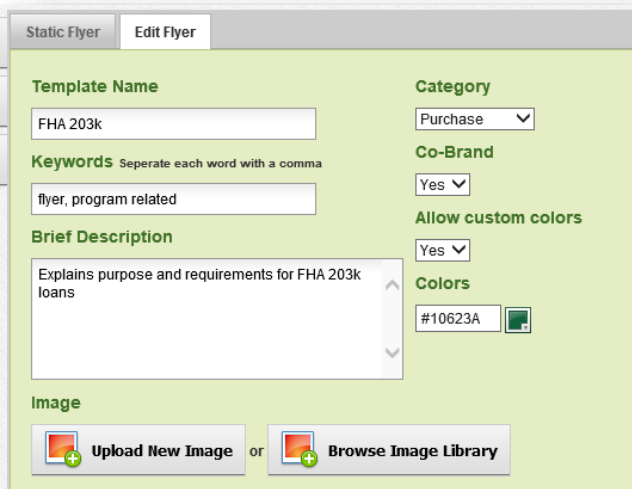 Static Flyer
Edit Flyer
Template Name
FHA 203k
Keywords Seperate each word with a comma
flyer, program related
Brief Description
Explains purpose and requirements for FHA 203k
loans
Category
Purchase
Co-Brand
Yes
Allow custom colors
Yes
Colors
#10623A
Image
Upload New Image or Browse Image Library